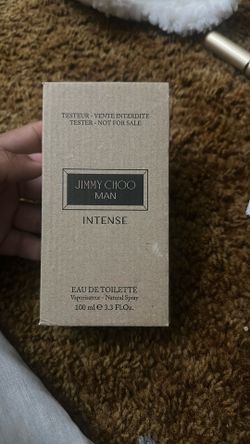 TESTEUR - VENTE INTERDITE
TESTER - NOT FOR SALE
JIMMY CHOO
MAN
INTENSE
EAU DE TOILETTE
Vaporisateur - Natural Spray
100 ml e 3.3 Fl.Oz.